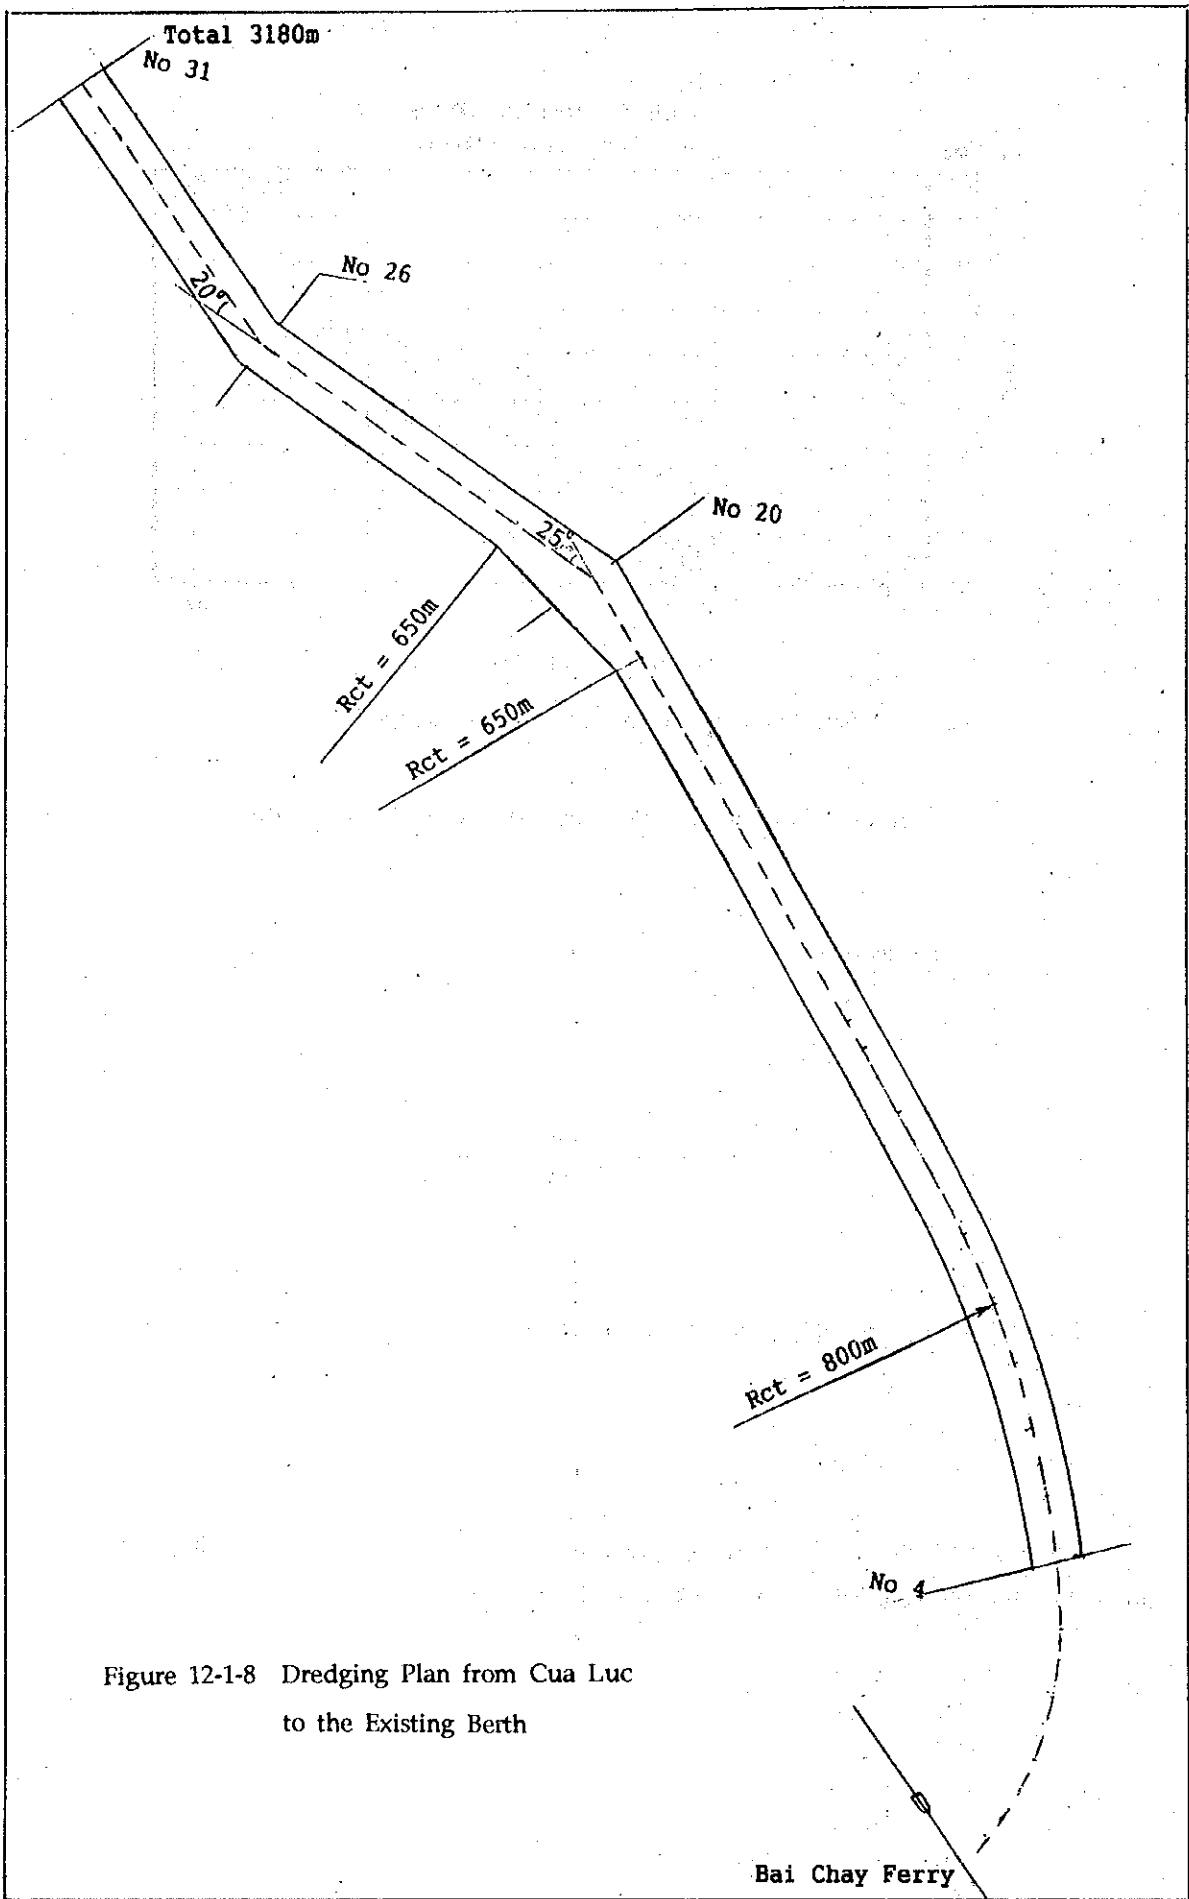 Total 3180m
No 31
No 26
20°
No 20
25°
Rct = 650m
Rct = 650m
Rct = 800m
No 4
Figure 12-1-8 Dredging Plan from Cua Luc
to the Existing Berth
Bai Chay Ferry